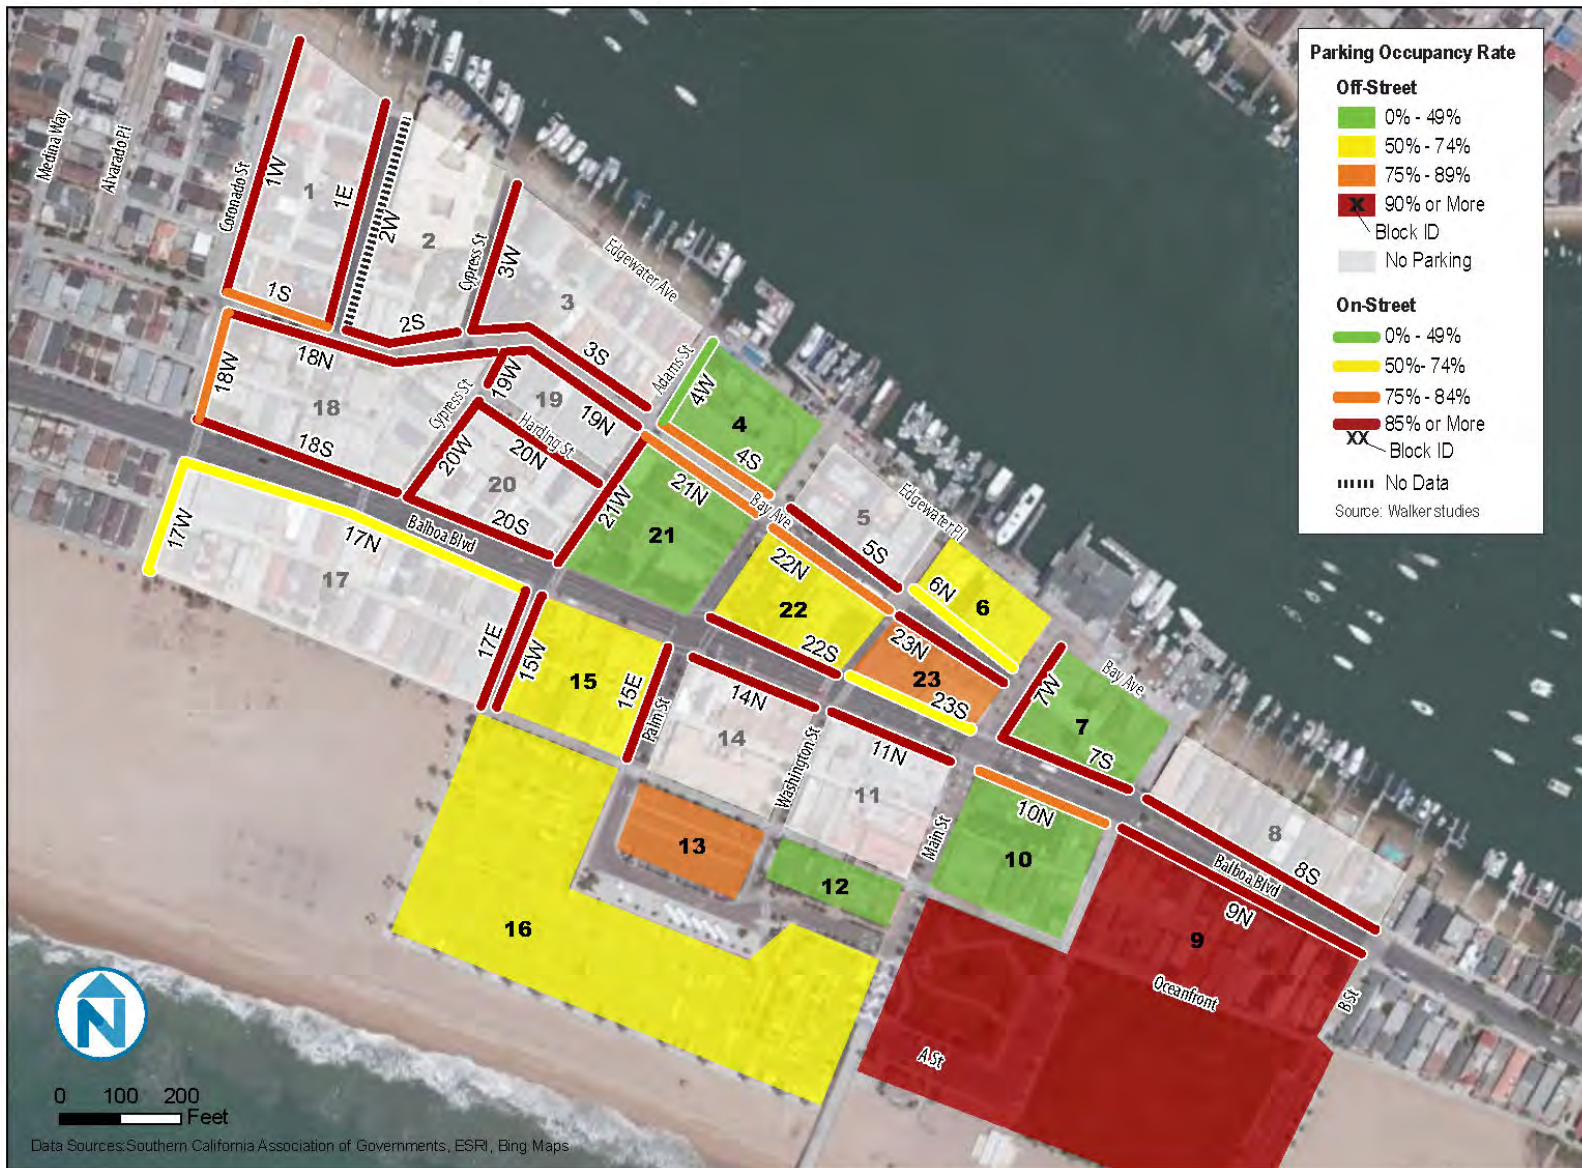 Parking Occupancy Rate
Off-Street
0% - 49%
50% - 74%
75% - 89%
X
90% or More
Block ID
No Parking
On-Street
0% - 49%
50%- 74%
75% - 84%
85% or More
XX
Block ID
No Data
Source: Walker studies
Medina Way
Alvarado Pl
Coronado St
1W
1
1E
2W
2
Cypress St
3W
3
Edgewater Ave
1S
2S
3S
Adams St
4W
4
4S
18W
18N
18
18S
Cypress St
19W
19
19N
Harding St
20W
20N
20
20S
21W
21N
21
Bay Ave
5
5S
Edgewater Pl
6N
6
17W
17N
17
17E
Balboa Blvd
22N
22
22S
23N
23
23S
7W
7
7S
Bay Ave
15W
15
15E
Palm St
14N
14
Washington St
11N
11
Main St
10N
10
8
8S
Balboa Blvd
9N
9
13
12
16
Oceanfront
B St
A St
N
0 100 200
Feet
Data Sources:Southern California Association of Governments, ESRI, Bing Maps